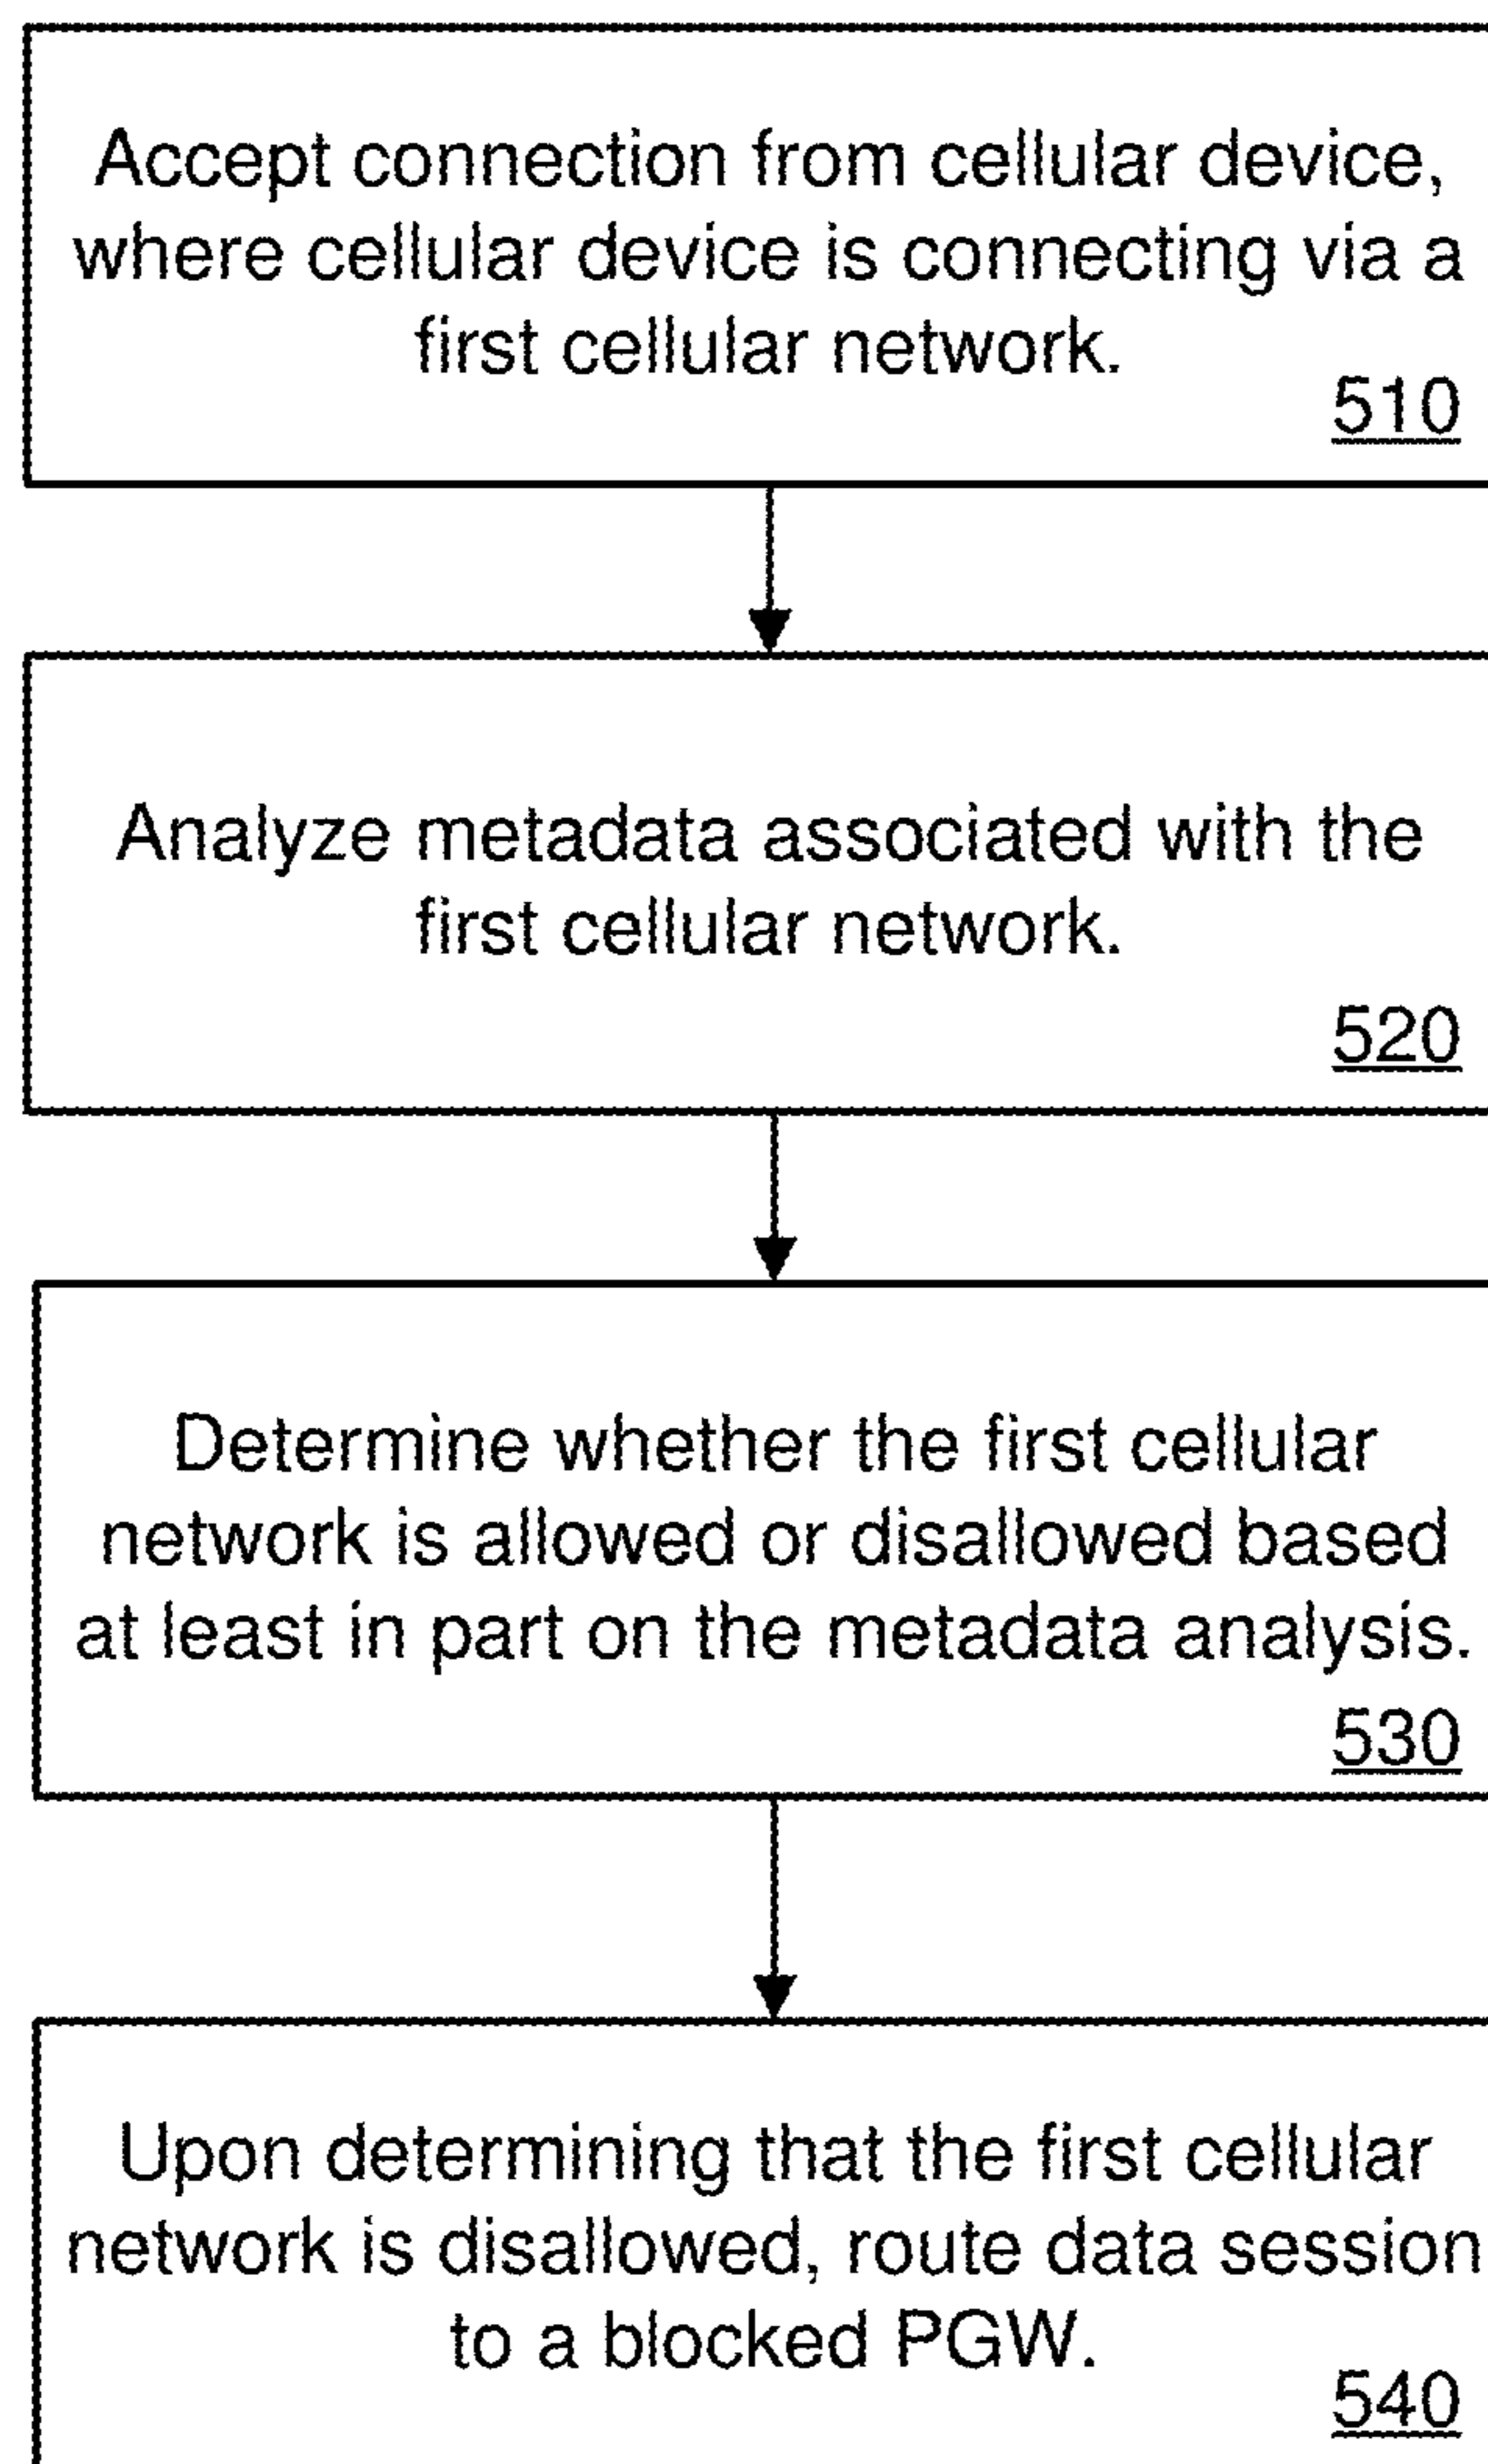 Accept connection from cellular device,
where cellular device is connecting via a
first cellular network.
510
Analyze metadata associated with the
first cellular network.
520
Determine whether the first cellular
network is allowed or disallowed based
at least in part on the metadata analysis.
530
Upon determining that the first cellular
network is disallowed, route data session
to a blocked PGW.
540